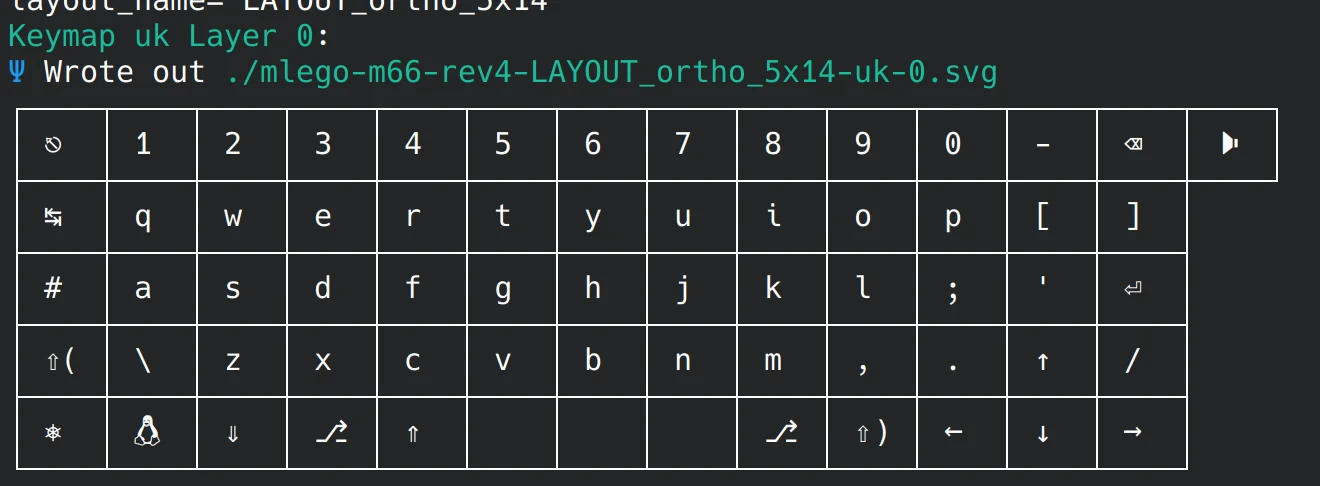 layout_name= LAYOUT_ortho_5x14
Keymap uk Layer 0:
Ψ Wrote out ./mlego-m66-rev4-LAYOUT_ortho_5x14-uk-0.svg
⎋ 1 2 3 4 5 6 7 8 9 0 - ⌫
↹ q w e r t y u i o p [ ]
# a s d f g h j k l ; ' ⏎
⇧( \ z x c v b n m , . ↑ /
⎈ 🐧 ⇓ ⎇ ⇑ ⎇ ⇧) ← ↓ →